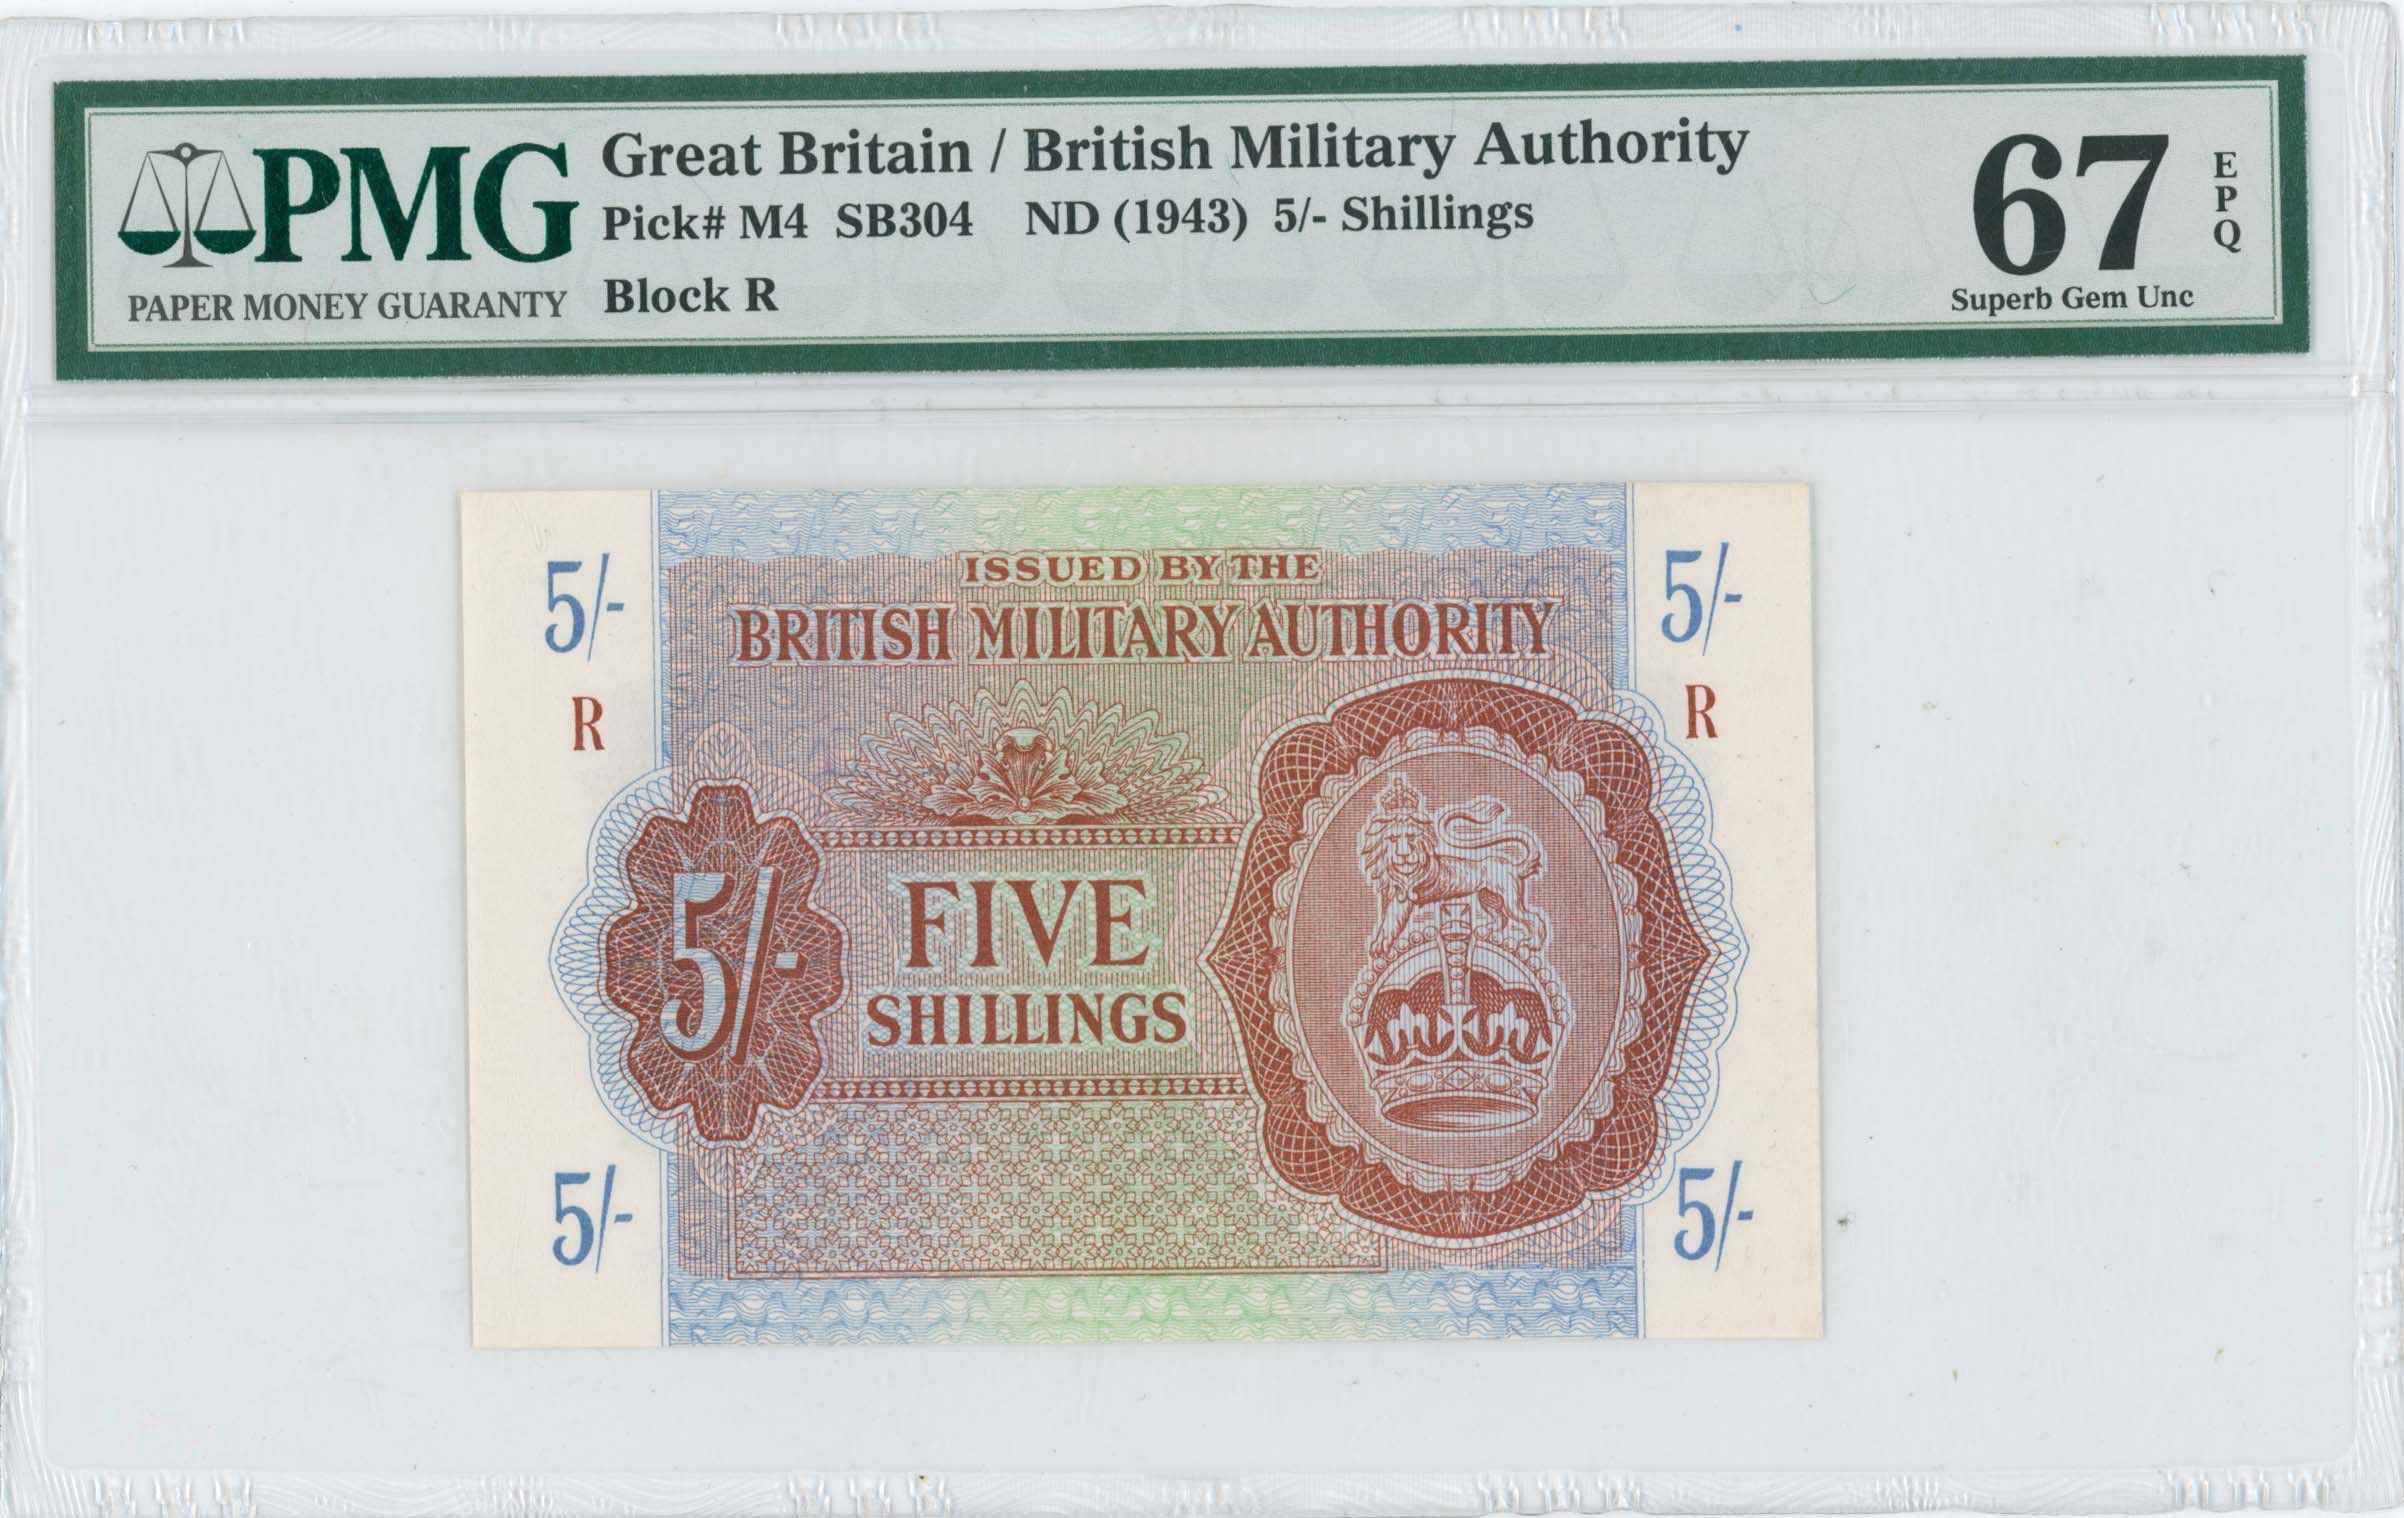 PMG
PAPER MONEY GUARANTY
Great Britain / British Military Authority
Pick# M4 SB304 ND (1943) 5/- Shillings
Block R
67
EPQ
Superb Gem Unc
5/-
5/-
ISSUED BY THE
BRITISH MILITARY AUTHORITY
R
R
5/-
FIVE
SHILLINGS
5/-
5/-